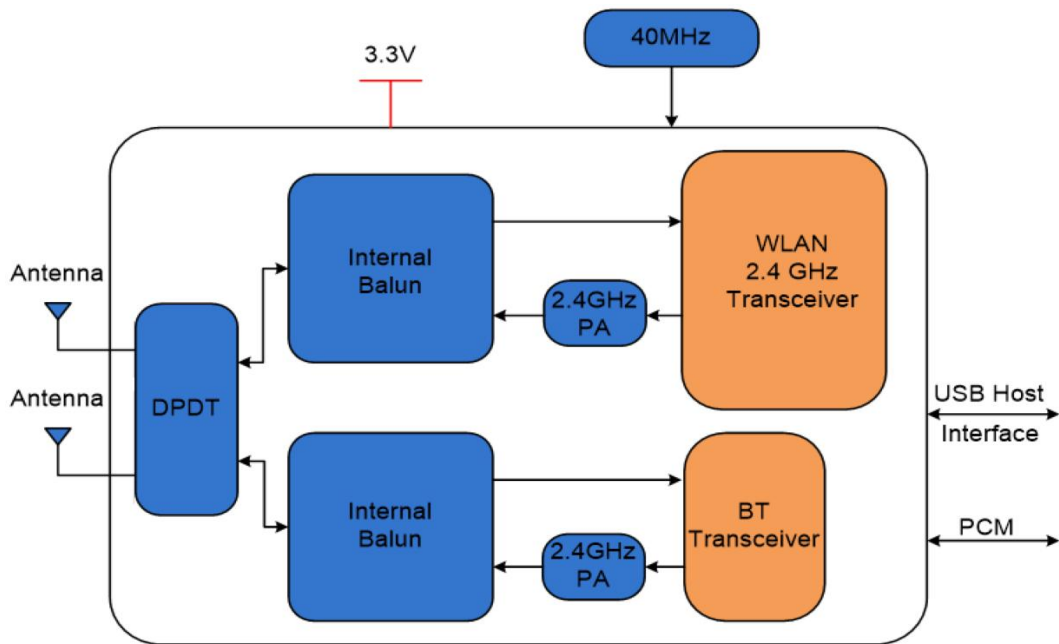 40MHz
3.3V
Internal
Balun
WLAN
2.4 GHz
Transceiver
2.4GHz
PA
Antenna
Antenna
DPDT
USB Host
Interface
Internal
Balun
BT
Transceiver
2.4GHz
PA
PCM